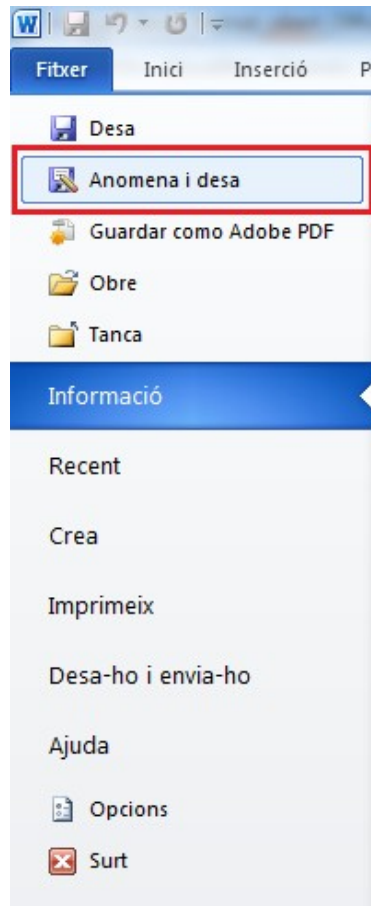 W
Fitxer Inici Inserció P
Desa
Anomena i desa
Guardar como Adobe PDF
Obre
Tanca
Informació
Recent
Crea
Imprimeix
Desa-ho i envia-ho
Ajuda
Opcions
Surt